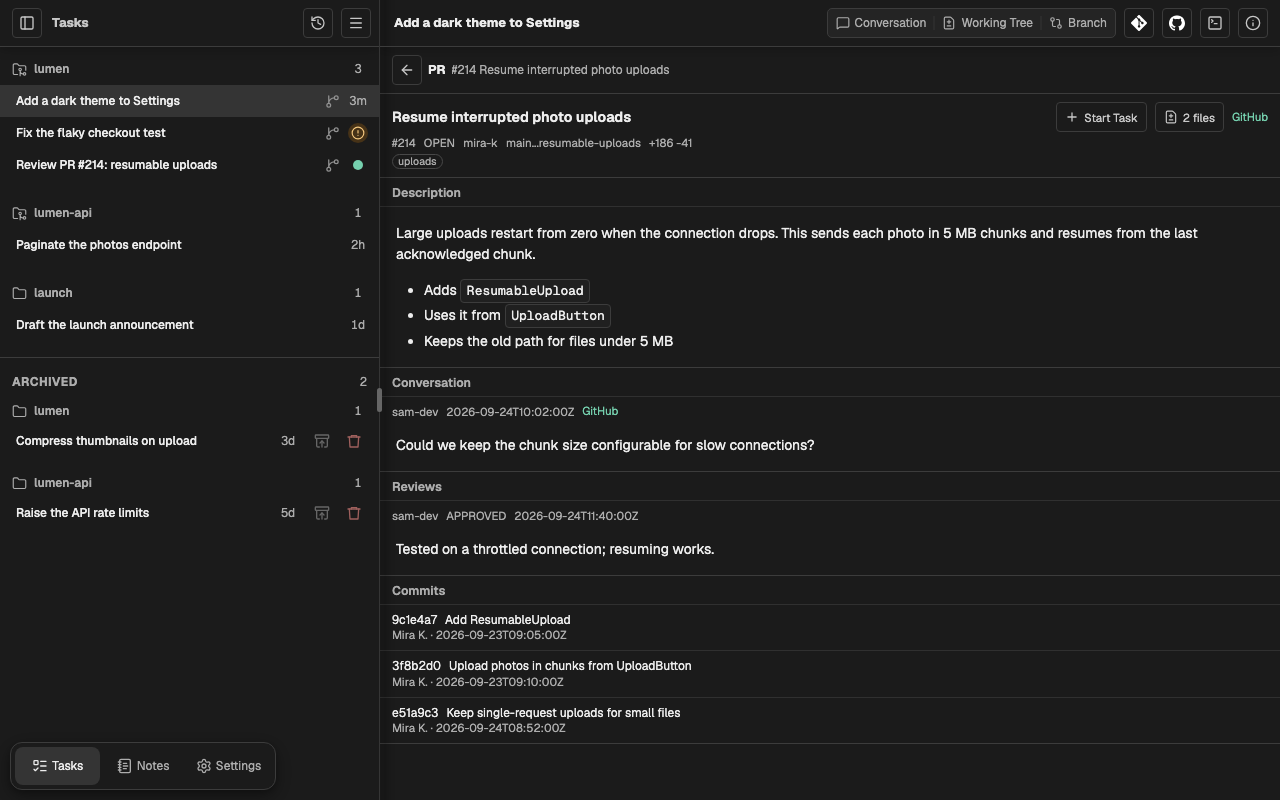 Tasks
lumen 3
Add a dark theme to Settings 3m
Fix the flaky checkout test
Review PR #214: resumable uploads
lumen-api 1
Paginate the photos endpoint 2h
launch 1
Draft the launch announcement 1d
ARCHIVED 2
lumen 1
Compress thumbnails on upload 3d
lumen-api 1
Raise the API rate limits 5d
Tasks Notes Settings
Add a dark theme to Settings Conversation Working Tree Branch
PR #214 Resume interrupted photo uploads
Resume interrupted photo uploads Start Task 2 files GitHub
#214 OPEN mira-k main…resumable-uploads +186 -41
uploads
Description
Large uploads restart from zero when the connection drops. This sends each photo in 5 MB chunks and resumes from the last
acknowledged chunk.
• Adds ResumableUpload
• Uses it from UploadButton
• Keeps the old path for files under 5 MB
Conversation
sam-dev 2026-09-24T10:02:00Z GitHub
Could we keep the chunk size configurable for slow connections?
Reviews
sam-dev APPROVED 2026-09-24T11:40:00Z
Tested on a throttled connection; resuming works.
Commits
9c1e4a7 Add ResumableUpload
Mira K. · 2026-09-23T09:05:00Z
3f8b2d0 Upload photos in chunks from UploadButton
Mira K. · 2026-09-23T09:10:00Z
e51a9c3 Keep single-request uploads for small files
Mira K. · 2026-09-24T08:52:00Z